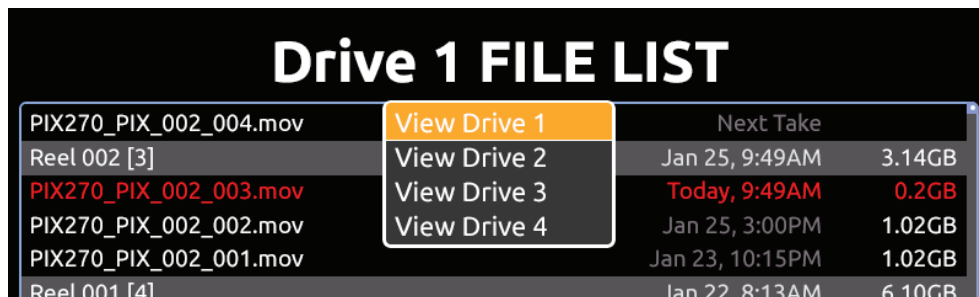 Drive 1 FILE LIST
PIX270_PIX_002_004.mov View Drive 1 Next Take
Reel 002 [3] View Drive 2 Jan 25, 9:49AM 3.14GB
PIX270_PIX_002_003.mov View Drive 3 Today, 9:49AM 0.2GB
PIX270_PIX_002_002.mov View Drive 4 Jan 25, 3:00PM 1.02GB
PIX270_PIX_002_001.mov Jan 23, 10:15PM 1.02GB
Reel 001 [4] Jan 22, 8:13AM 6.10GB